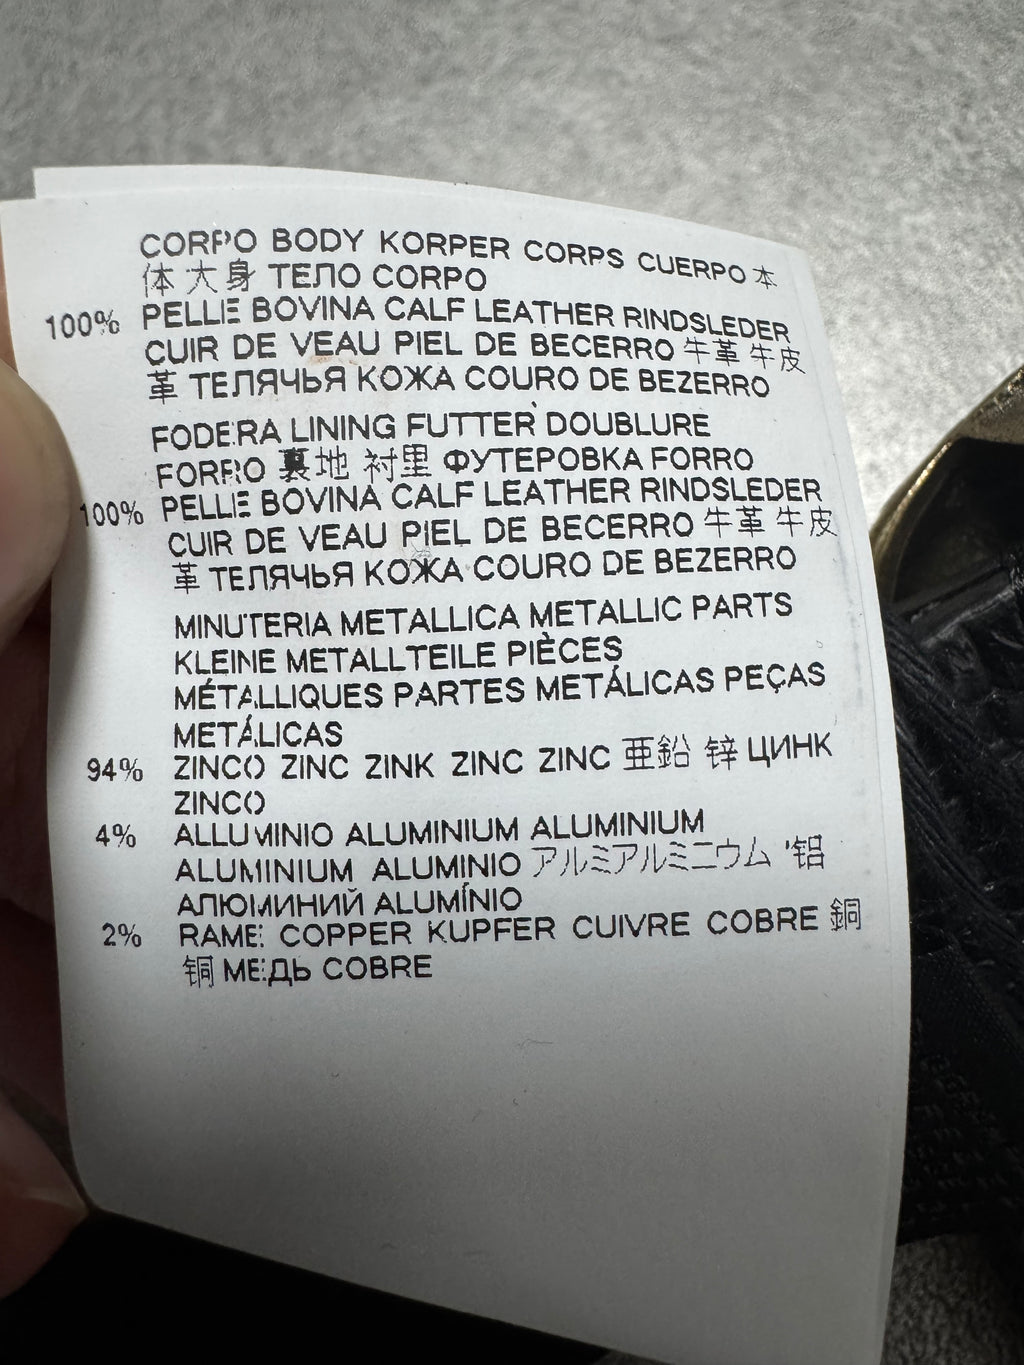 CORPO BODY KORPER CORPS CUERPO 本
体 大身 ТЕЛО CORPO
100% PELLE BOVINA CALF LEATHER RINDSLEDER
CUIR DE VEAU PIEL DE BECERRO 牛革 牛皮
革 ТЕЛЯЧЬЯ КОЖА COURO DE BEZERRO
FODERA LINING FUTTER DOUBLURE
FORRO 裏地 衬里 ФУТЕРОВКА FORRO
100% PELLE BOVINA CALF LEATHER RINDSLEDER
CUIR DE VEAU PIEL DE BECERRO 牛革 牛皮
革 ТЕЛЯЧЬЯ КОЖА COURO DE BEZERRO
MINUTERIA METALLICA METALLIC PARTS
KLEINE METALLTEILE PIÈCES
MÉTALLIQUES PARTES METÁLICAS PEÇAS
METÁLICAS
94% ZINCO ZINC ZINK ZINC ZINC 亜鉛 锌 ЦИНК
ZINCO
4% ALLUMINIO ALUMINIUM ALUMINIUM
ALUMINIUM ALUMINIO アルミアルミニウム '铝
АЛЮМИНИЙ ALUMÍNIO
2% RAME COPPER KUPFER CUIVRE COBRE 銅
铜 МЕДЬ COBRE